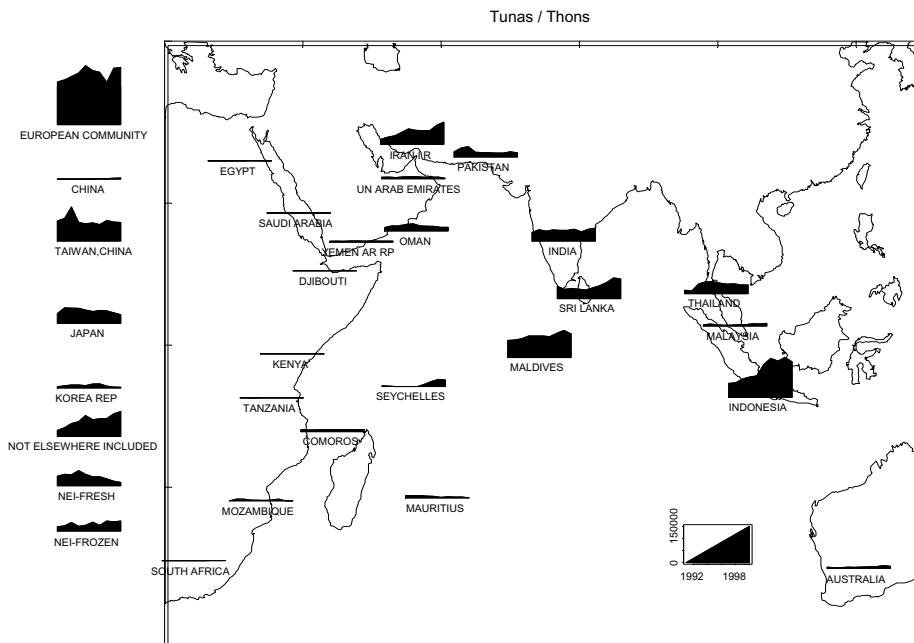 Tunas / Thons
EUROPEAN COMMUNITY
CHINA
TAIWAN,CHINA
JAPAN
KOREA REP
NOT ELSEWHERE INCLUDED
NEI-FRESH
NEI-FROZEN
IRAN IR
PAKISTAN
EGYPT
UN ARAB EMIRATES
SAUDI ARABIA
OMAN
YEMEN AR RP
INDIA
DJIBOUTI
SRI LANKA
THAILAND
MALAYSIA
KENYA
MALDIVES
SEYCHELLES
TANZANIA
INDONESIA
COMOROS
MOZAMBIQUE
MAURITIUS
SOUTH AFRICA
AUSTRALIA
150000
0
1992 1998